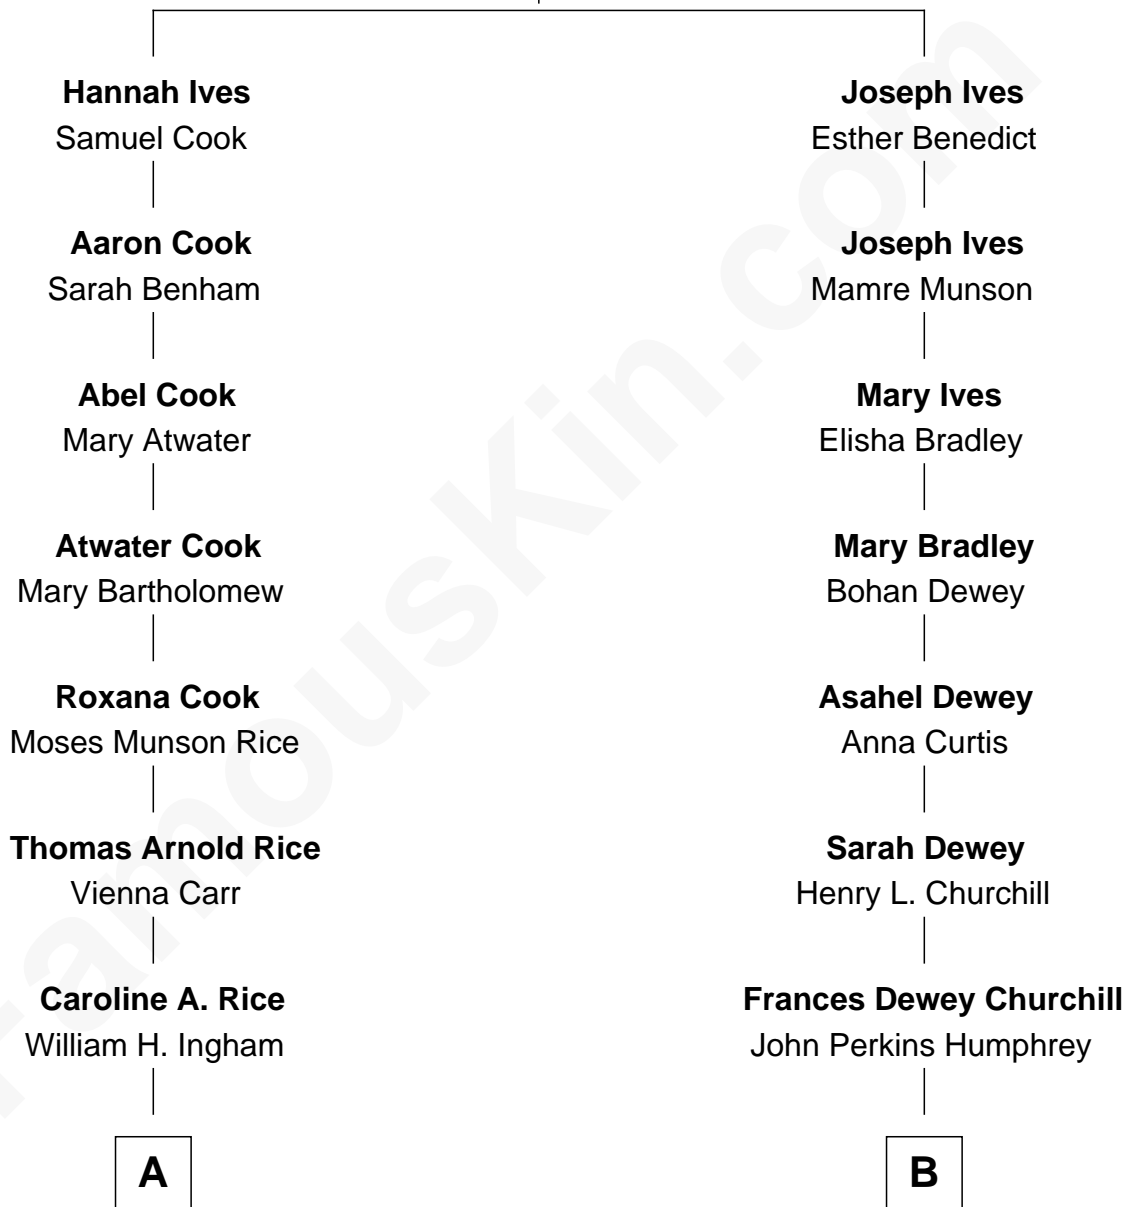 Hannah Ives
Samuel Cook
Joseph Ives
Esther Benedict
Aaron Cook
Sarah Benham
Joseph Ives
Mamre Munson
Abel Cook
Mary Atwater
Mary Ives
Elisha Bradley
Atwater Cook
Mary Bartholomew
Mary Bradley
Bohan Dewey
Roxana Cook
Moses Munson Rice
Asahel Dewey
Anna Curtis
Thomas Arnold Rice
Vienna Carr
Sarah Dewey
Henry L. Churchill
Caroline A. Rice
William H. Ingham
Frances Dewey Churchill
John Perkins Humphrey
A
B
FamousKin.com